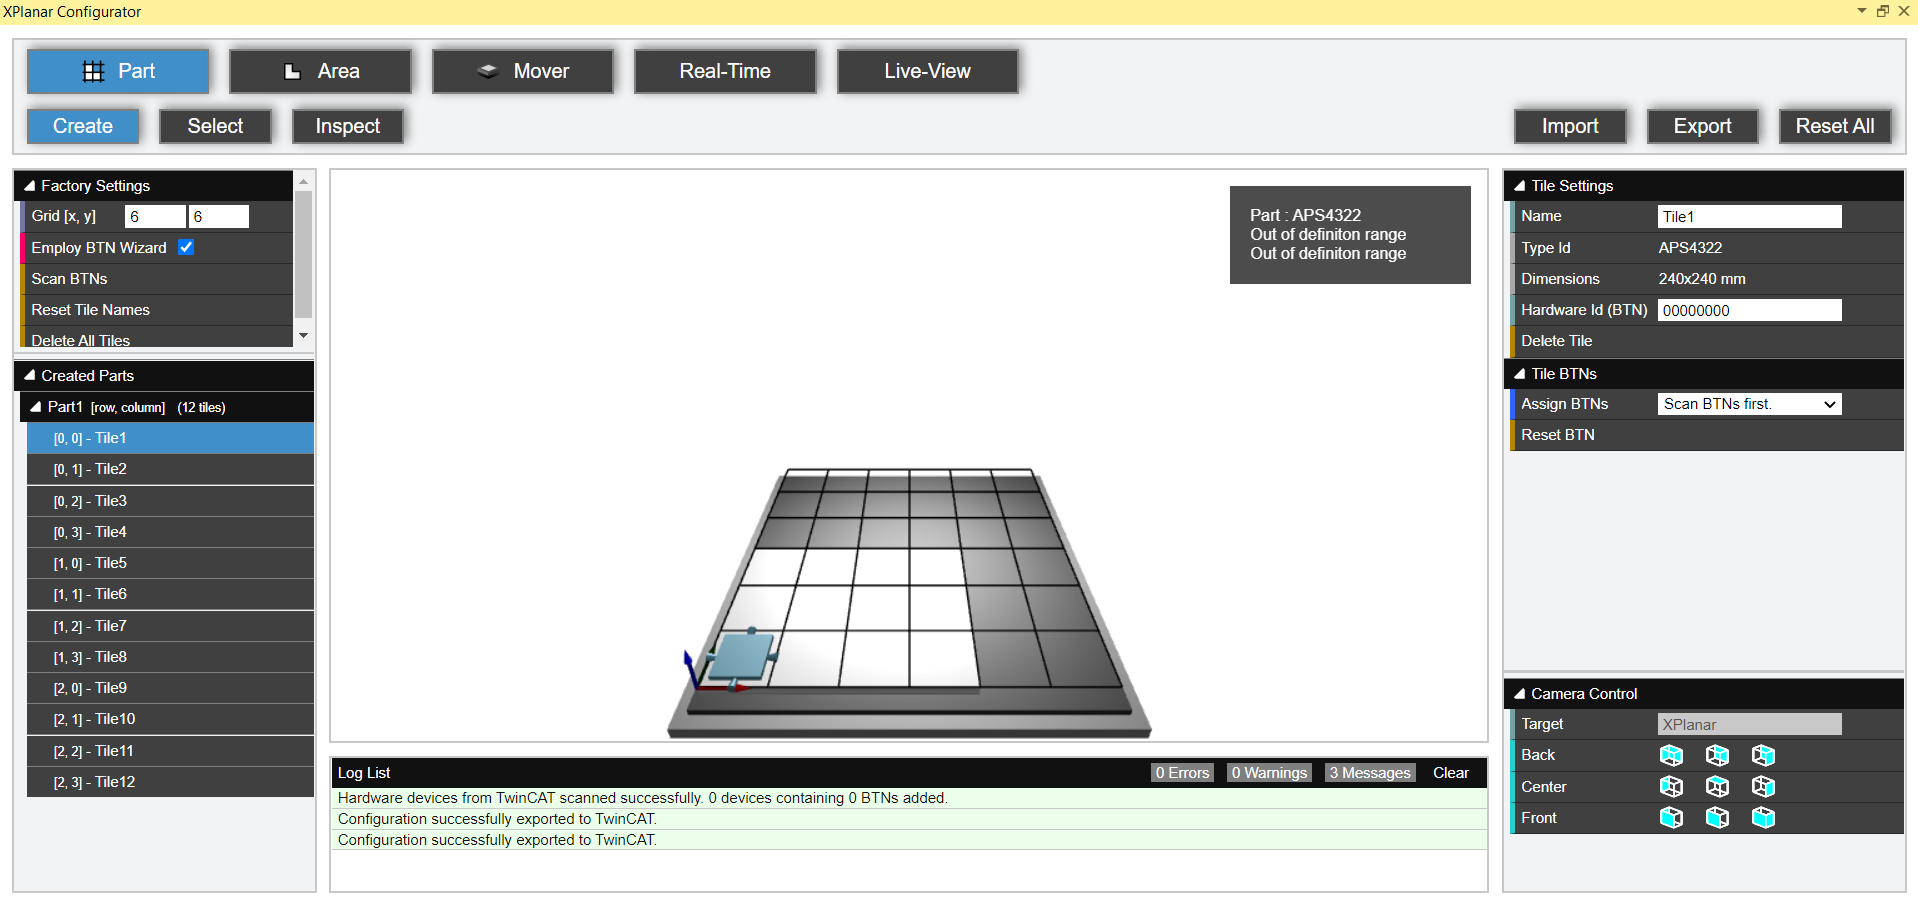 XPlanar Configurator
Part
Area
Mover
Real-Time
Live-View
Create
Select
Inspect
Import
Export
Reset All
Factory Settings
Grid [x, y] 6 6
Employ BTN Wizard
Scan BTNs
Reset Tile Names
Delete All Tiles
Created Parts
Part1 [row, column] (12 tiles)
[0, 0] - Tile1
[0, 1] - Tile2
[0, 2] - Tile3
[0, 3] - Tile4
[1, 0] - Tile5
[1, 1] - Tile6
[1, 2] - Tile7
[1, 3] - Tile8
[2, 0] - Tile9
[2, 1] - Tile10
[2, 2] - Tile11
[2, 3] - Tile12
Part : APS4322
Out of definiton range
Out of definiton range
Log List 0 Errors 0 Warnings 3 Messages Clear
Hardware devices from TwinCAT scanned successfully. 0 devices containing 0 BTNs added.
Configuration successfully exported to TwinCAT.
Configuration successfully exported to TwinCAT.
Tile Settings
Name Tile1
Type Id APS4322
Dimensions 240x240 mm
Hardware Id (BTN) 00000000
Delete Tile
Tile BTNs
Assign BTNs Scan BTNs first.
Reset BTN
Camera Control
Target XPlanar
Back
Center
Front